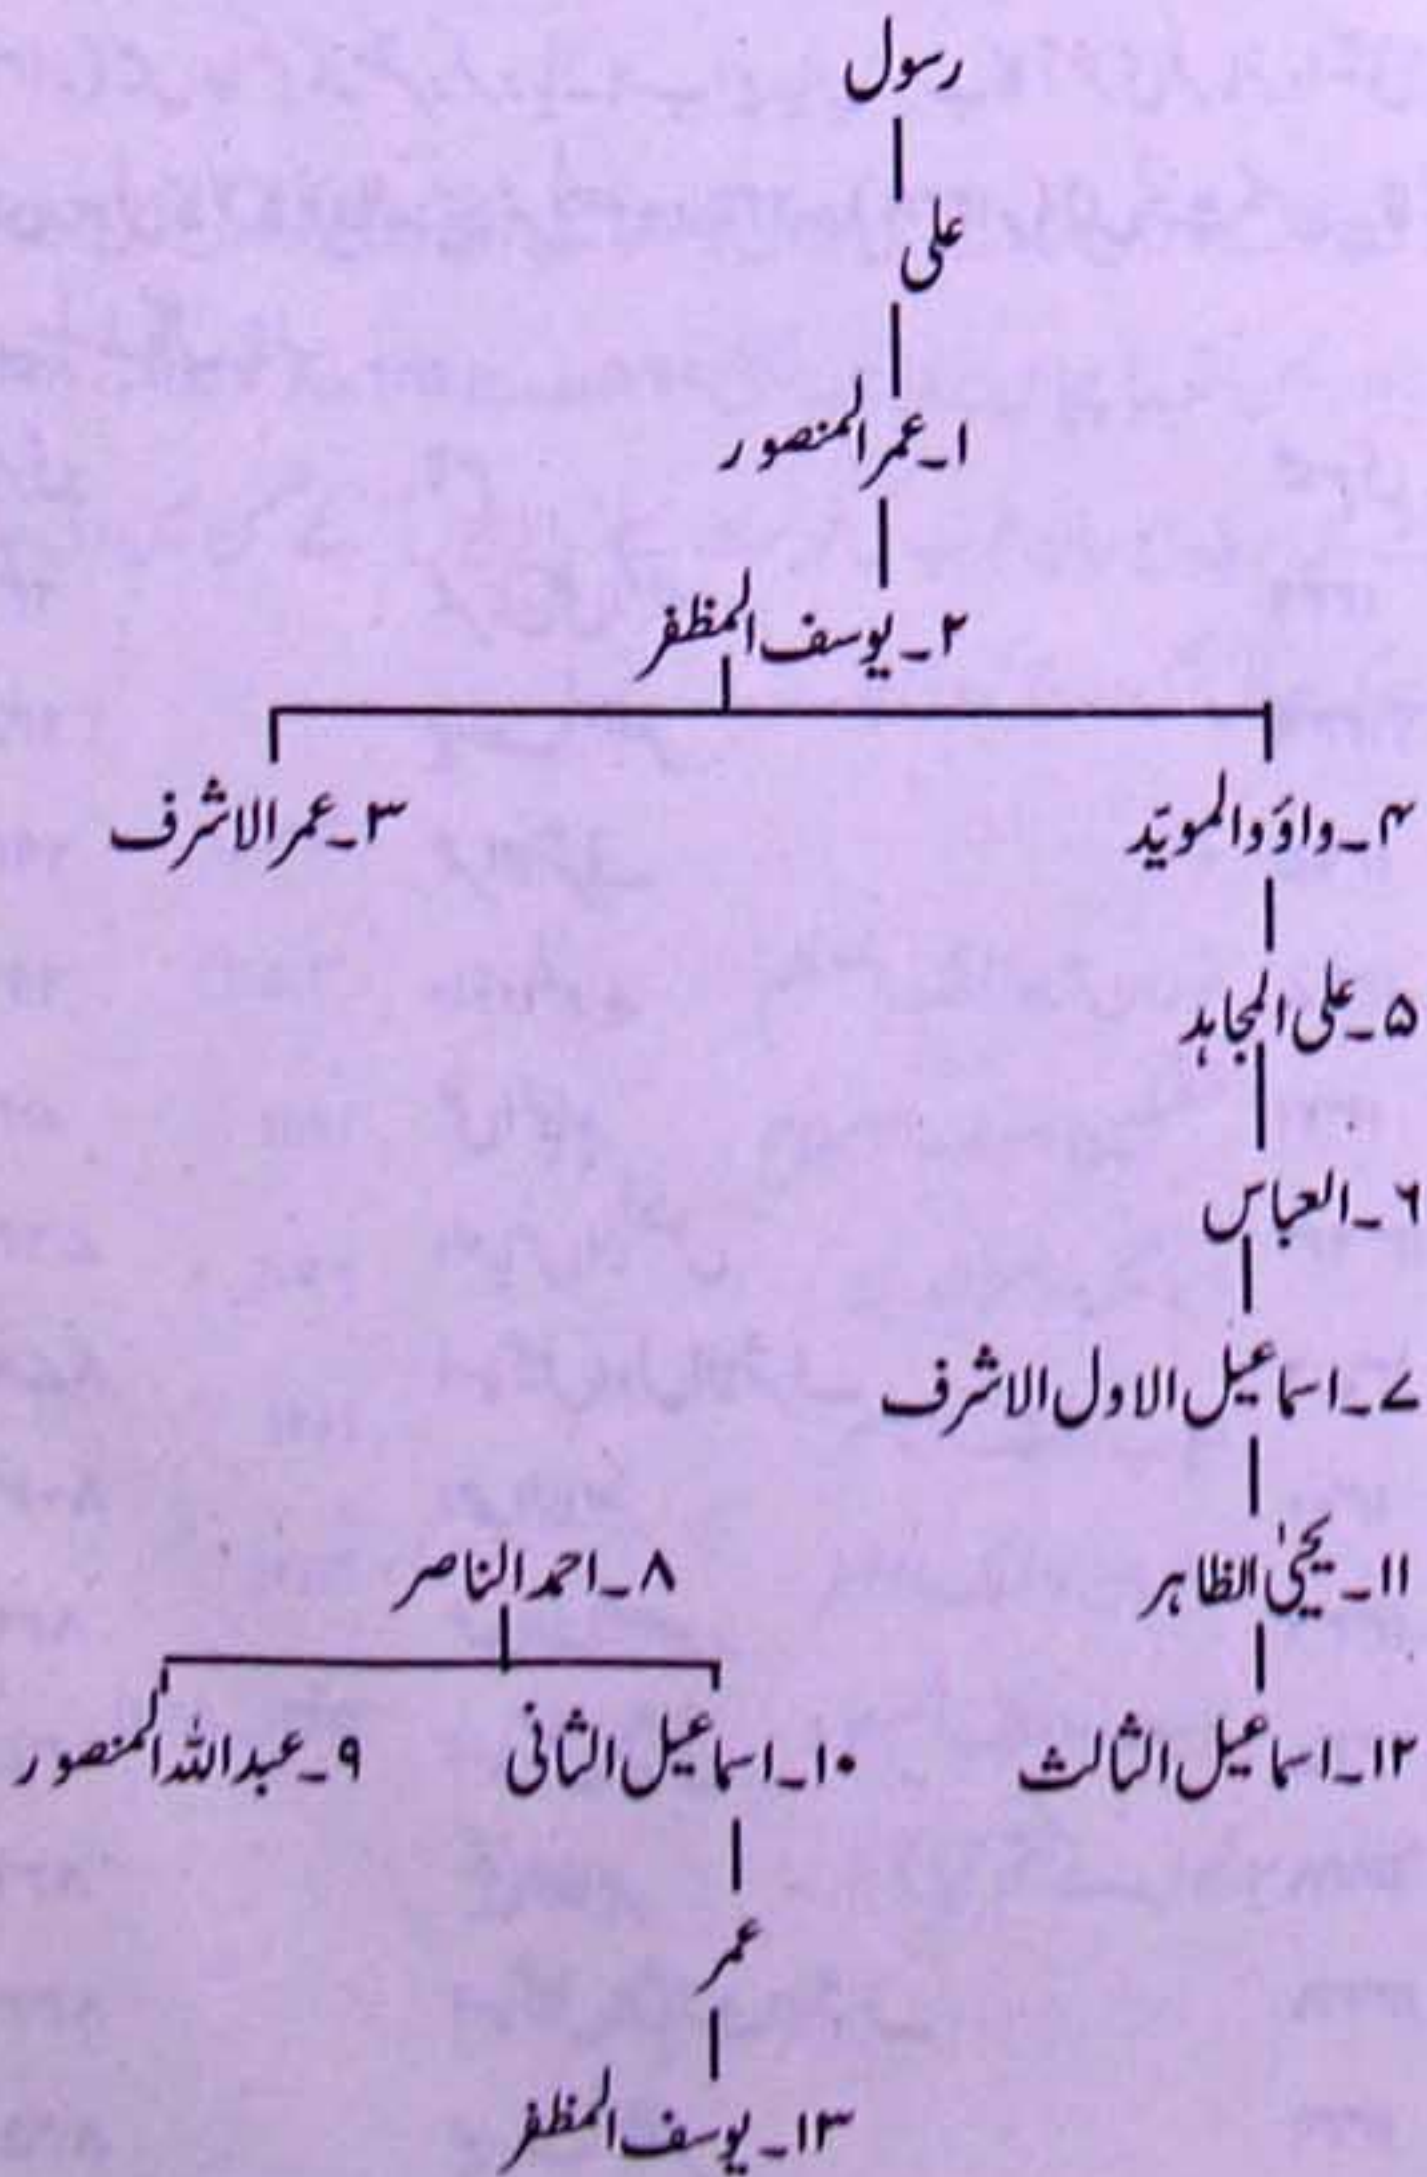 رسول
علی
۱۔عمر المنصور
۲۔یوسف المظفر
۴۔داؤد المویّد ۳۔عمر الاشرف
۵۔علی المجاہد
۶۔العباس
۷۔اسماعیل الاول الاشرف
۱۱۔یحییٰ الظاہر ۸۔احمد الناصر
۱۲۔اسماعیل الثالث ۱۰۔اسماعیل الثانی ۹۔عبداللہ المنصور
عمر
۱۳۔یوسف المظفر